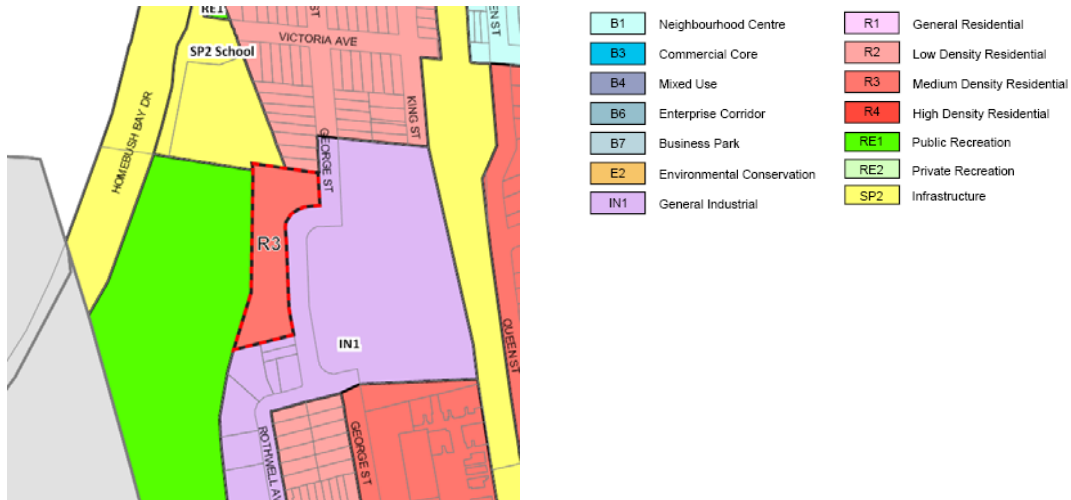 RE1
ST
VICTORIA AVE
SP2 School
EEN ST
HOMEBUSH BAY DR
KING ST
GEORGE ST
R3
IN1
QUEEN ST
ROTHWELL AV
GEORGE ST
B1 Neighbourhood Centre
B3 Commercial Core
B4 Mixed Use
B6 Enterprise Corridor
B7 Business Park
E2 Environmental Conservation
IN1 General Industrial
R1 General Residential
R2 Low Density Residential
R3 Medium Density Residential
R4 High Density Residential
RE1 Public Recreation
RE2 Private Recreation
SP2 Infrastructure